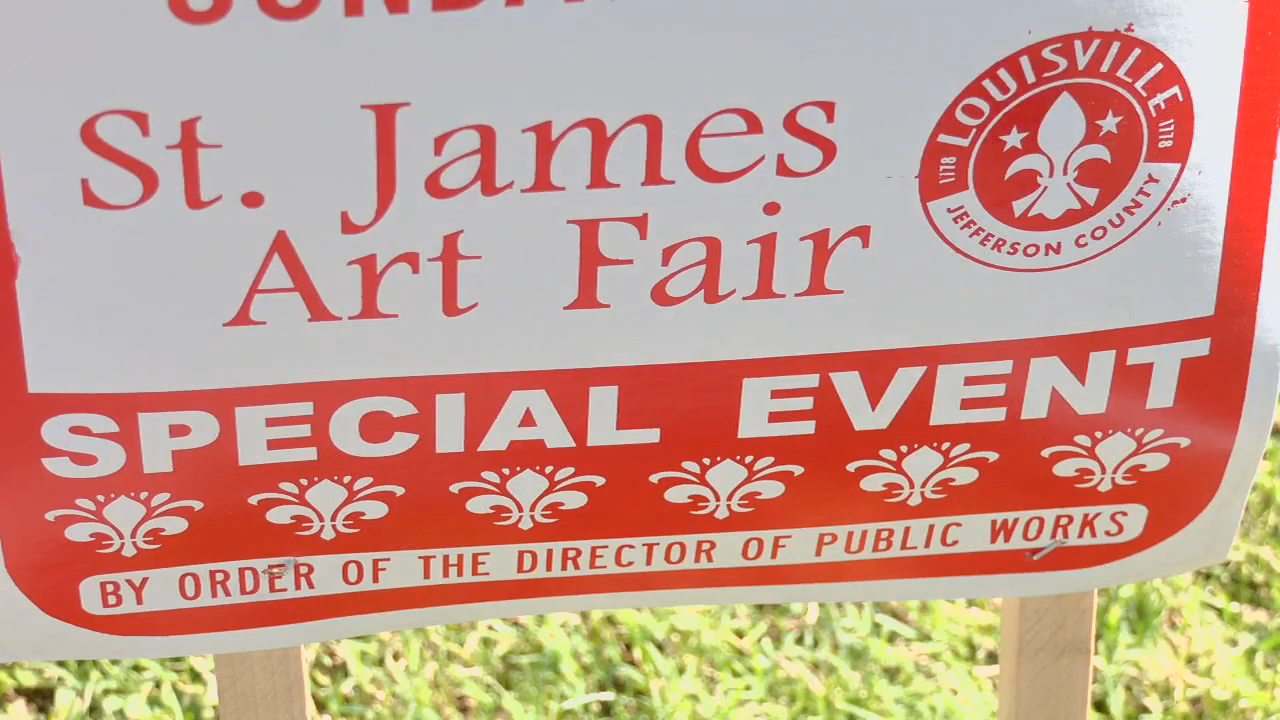 SUNDAY
St. James
Art Fair
LOUISVILLE
1778 1778
JEFFERSON COUNTY
SPECIAL EVENT
BY ORDER OF THE DIRECTOR OF PUBLIC WORKS